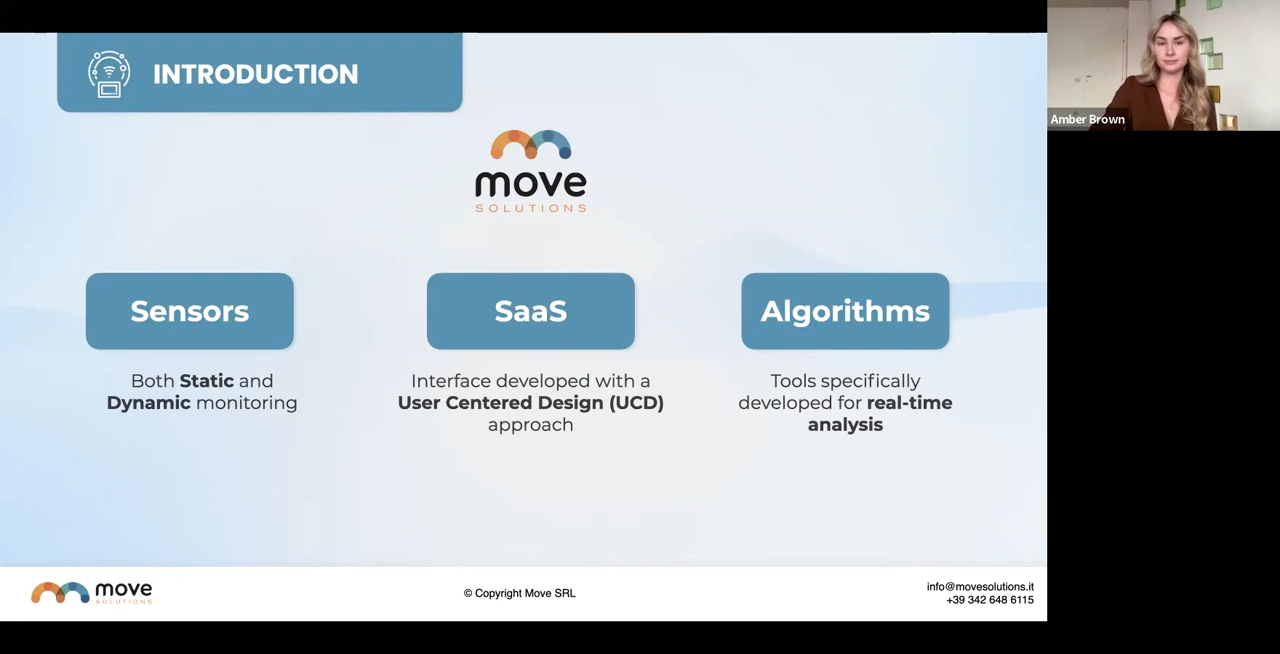 INTRODUCTION
Amber Brown
move
SOLUTIONS
Sensors
Both Static and
Dynamic monitoring
SaaS
Interface developed with a
User Centered Design (UCD)
approach
Algorithms
Tools specifically
developed for real-time
analysis
move
SOLUTIONS
© Copyright Move SRL
info@movesolutions.it
+39 342 648 6115